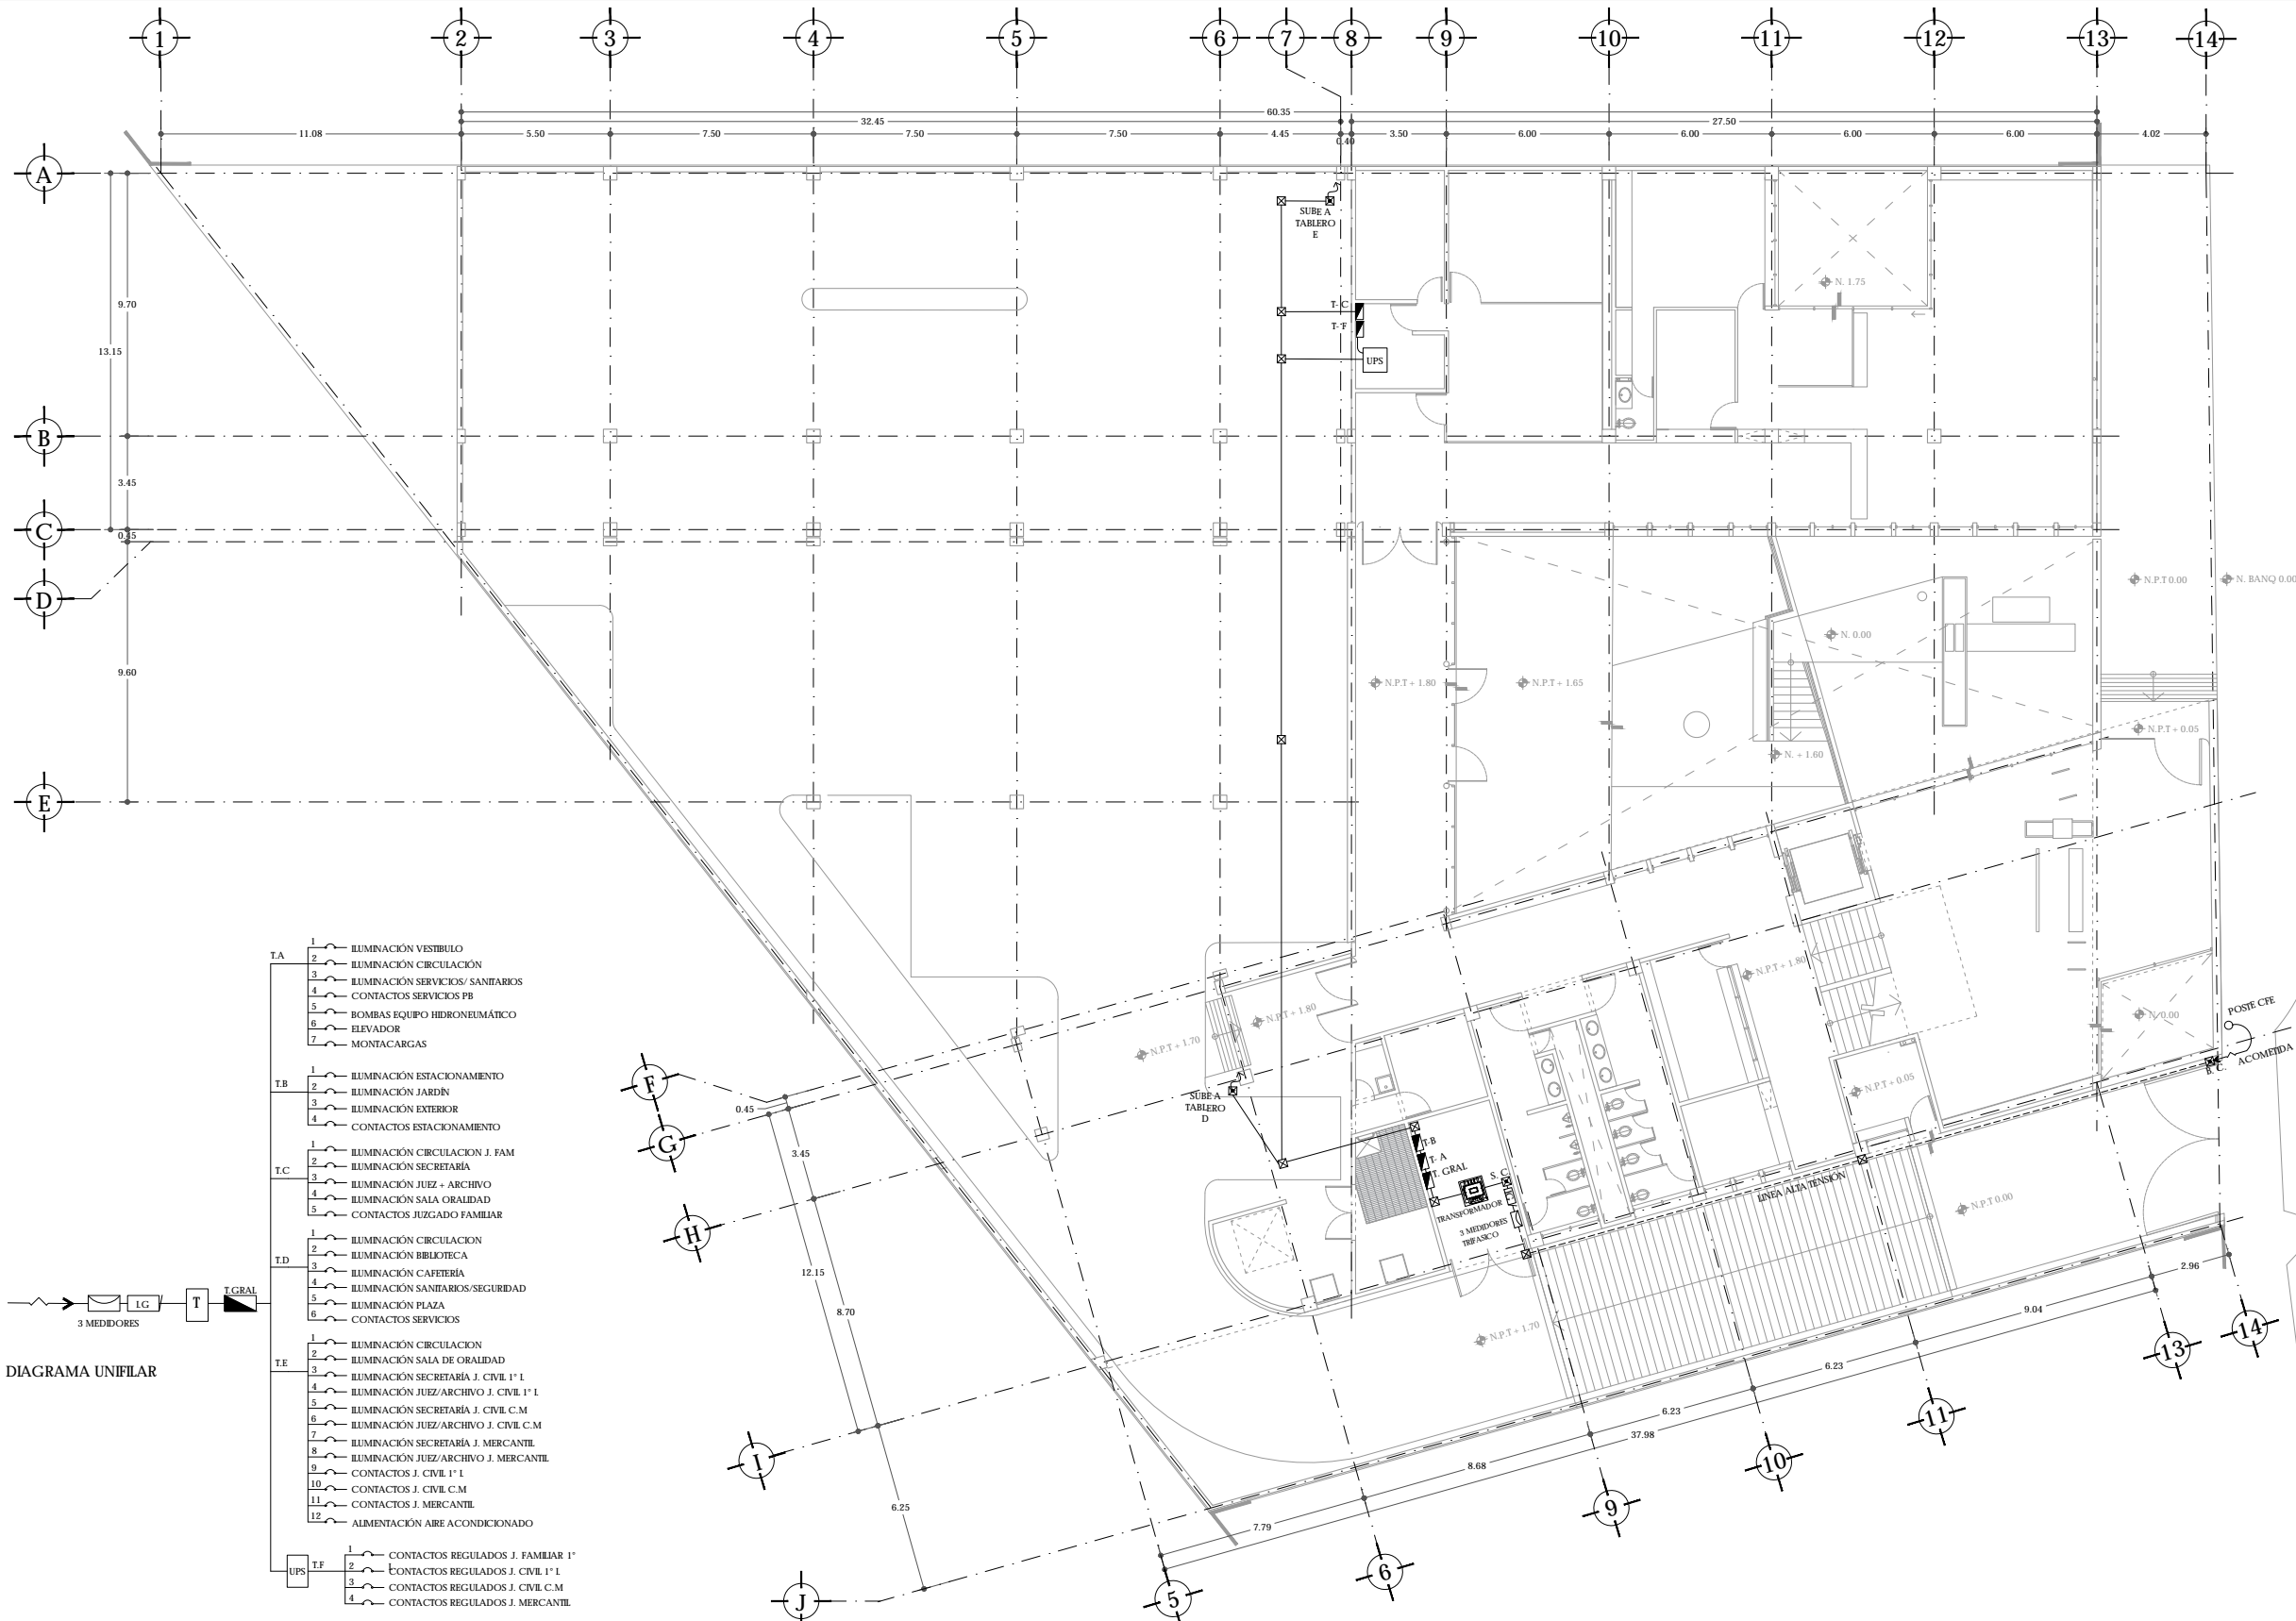 1 2 3 4 5 6 7 8 9 10 11 12 13 14
60.35
32.45 27.50
11.08 5.50 7.50 7.50 7.50 4.45 0.40 3.50 6.00 6.00 6.00 6.00 4.02
A
B
C
D
E
9.70
13.15
3.45
0.45
9.60
SUBE A
TABLERO
E
T- C
T- F
UPS
N. 1.75
N.P.T 0.00
N. BANQ 0.00
N. 0.00
N.P.T + 1.80
N.P.T + 1.65
N.P.T + 0.05
N. + 1.60
N.P.T + 1.80
N.P.T + 1.80
N.P.T + 1.70
N. 0.00
POSTE CFE
ACOMETIDA
B. C.
N.P.T + 0.05
SUBE A
TABLERO
D
T-B
T- A
T. GRAL
S. C
TRANSFORMADOR
3 MEDIDORES
TRIFASICO
LINEA ALTA TENSIÓN
N.P.T 0.00
N.P.T + 1.70
F
G
H
I
J
0.45
3.45
12.15
8.70
6.25
2.96
9.04
6.23
6.23
37.98
8.68
7.79
5 6 9 10 11 13 14
T.A
1 ILUMINACIÓN VESTIBULO
2 ILUMINACIÓN CIRCULACIÓN
3 ILUMINACIÓN SERVICIOS/ SANITARIOS
4 CONTACTOS SERVICIOS PB
5 BOMBAS EQUIPO HIDRONEUMÁTICO
6 ELEVADOR
7 MONTACARGAS
T.B
1 ILUMINACIÓN ESTACIONAMIENTO
2 ILUMINACIÓN JARDÍN
3 ILUMINACIÓN EXTERIOR
4 CONTACTOS ESTACIONAMIENTO
T.C
1 ILUMINACIÓN CIRCULACION J. FAM
2 ILUMINACIÓN SECRETARÍA
3 ILUMINACIÓN JUEZ + ARCHIVO
4 ILUMINACIÓN SALA ORALIDAD
5 CONTACTOS JUZGADO FAMILIAR
T.D
1 ILUMINACIÓN CIRCULACION
2 ILUMINACIÓN BIBLIOTECA
3 ILUMINACIÓN CAFETERÍA
4 ILUMINACIÓN SANITARIOS/SEGURIDAD
5 ILUMINACIÓN PLAZA
6 CONTACTOS SERVICIOS
T.E
1 ILUMINACIÓN CIRCULACION
2 ILUMINACIÓN SALA DE ORALIDAD
3 ILUMINACIÓN SECRETARÍA J. CIVIL 1° I.
4 ILUMINACIÓN JUEZ/ARCHIVO J. CIVIL 1° I.
5 ILUMINACIÓN SECRETARÍA J. CIVIL C.M
6 ILUMINACIÓN JUEZ/ARCHIVO J. CIVIL C.M
7 ILUMINACIÓN SECRETARÍA J. MERCANTIL
8 ILUMINACIÓN JUEZ/ARCHIVO J. MERCANTIL
9 CONTACTOS J. CIVIL 1° I.
10 CONTACTOS J. CIVIL C.M
11 CONTACTOS J. MERCANTIL
12 ALIMENTACIÓN AIRE ACONDICIONADO
UPS T.F
1 CONTACTOS REGULADOS J. FAMILIAR 1° I.
2 CONTACTOS REGULADOS J. CIVIL 1° I.
3 CONTACTOS REGULADOS J. CIVIL C.M
4 CONTACTOS REGULADOS J. MERCANTIL
3 MEDIDORES
I.G
T
T.GRAL
DIAGRAMA UNIFILAR